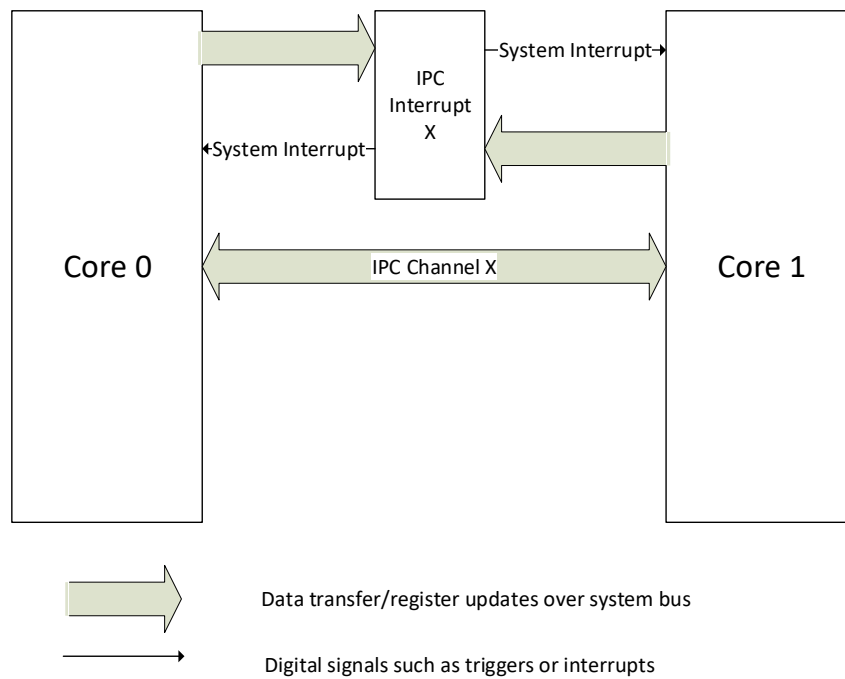 System Interrupt
IPC
Interrupt
X
System Interrupt
Core 0
IPC Channel X
Core 1
Data transfer/register updates over system bus
Digital signals such as triggers or interrupts